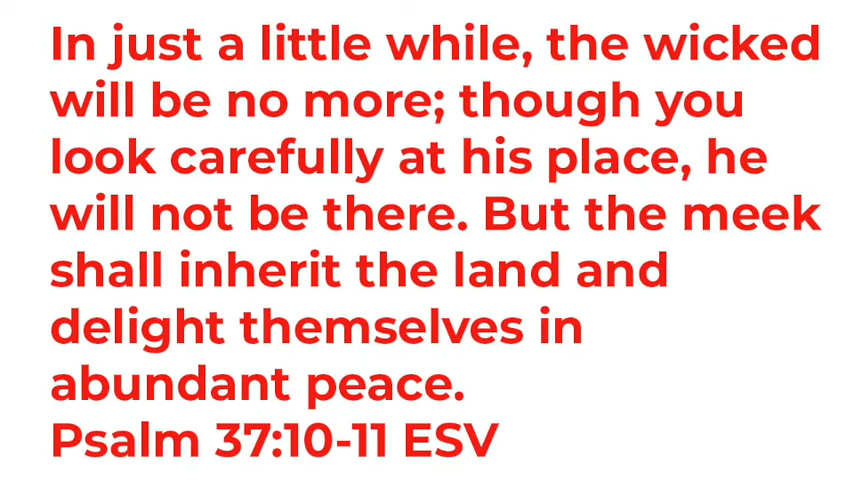 In just a little while, the wicked
will be no more; though you
look carefully at his place, he
will not be there. But the meek
shall inherit the land and
delight themselves in
abundant peace.
Psalm 37:10-11 ESV